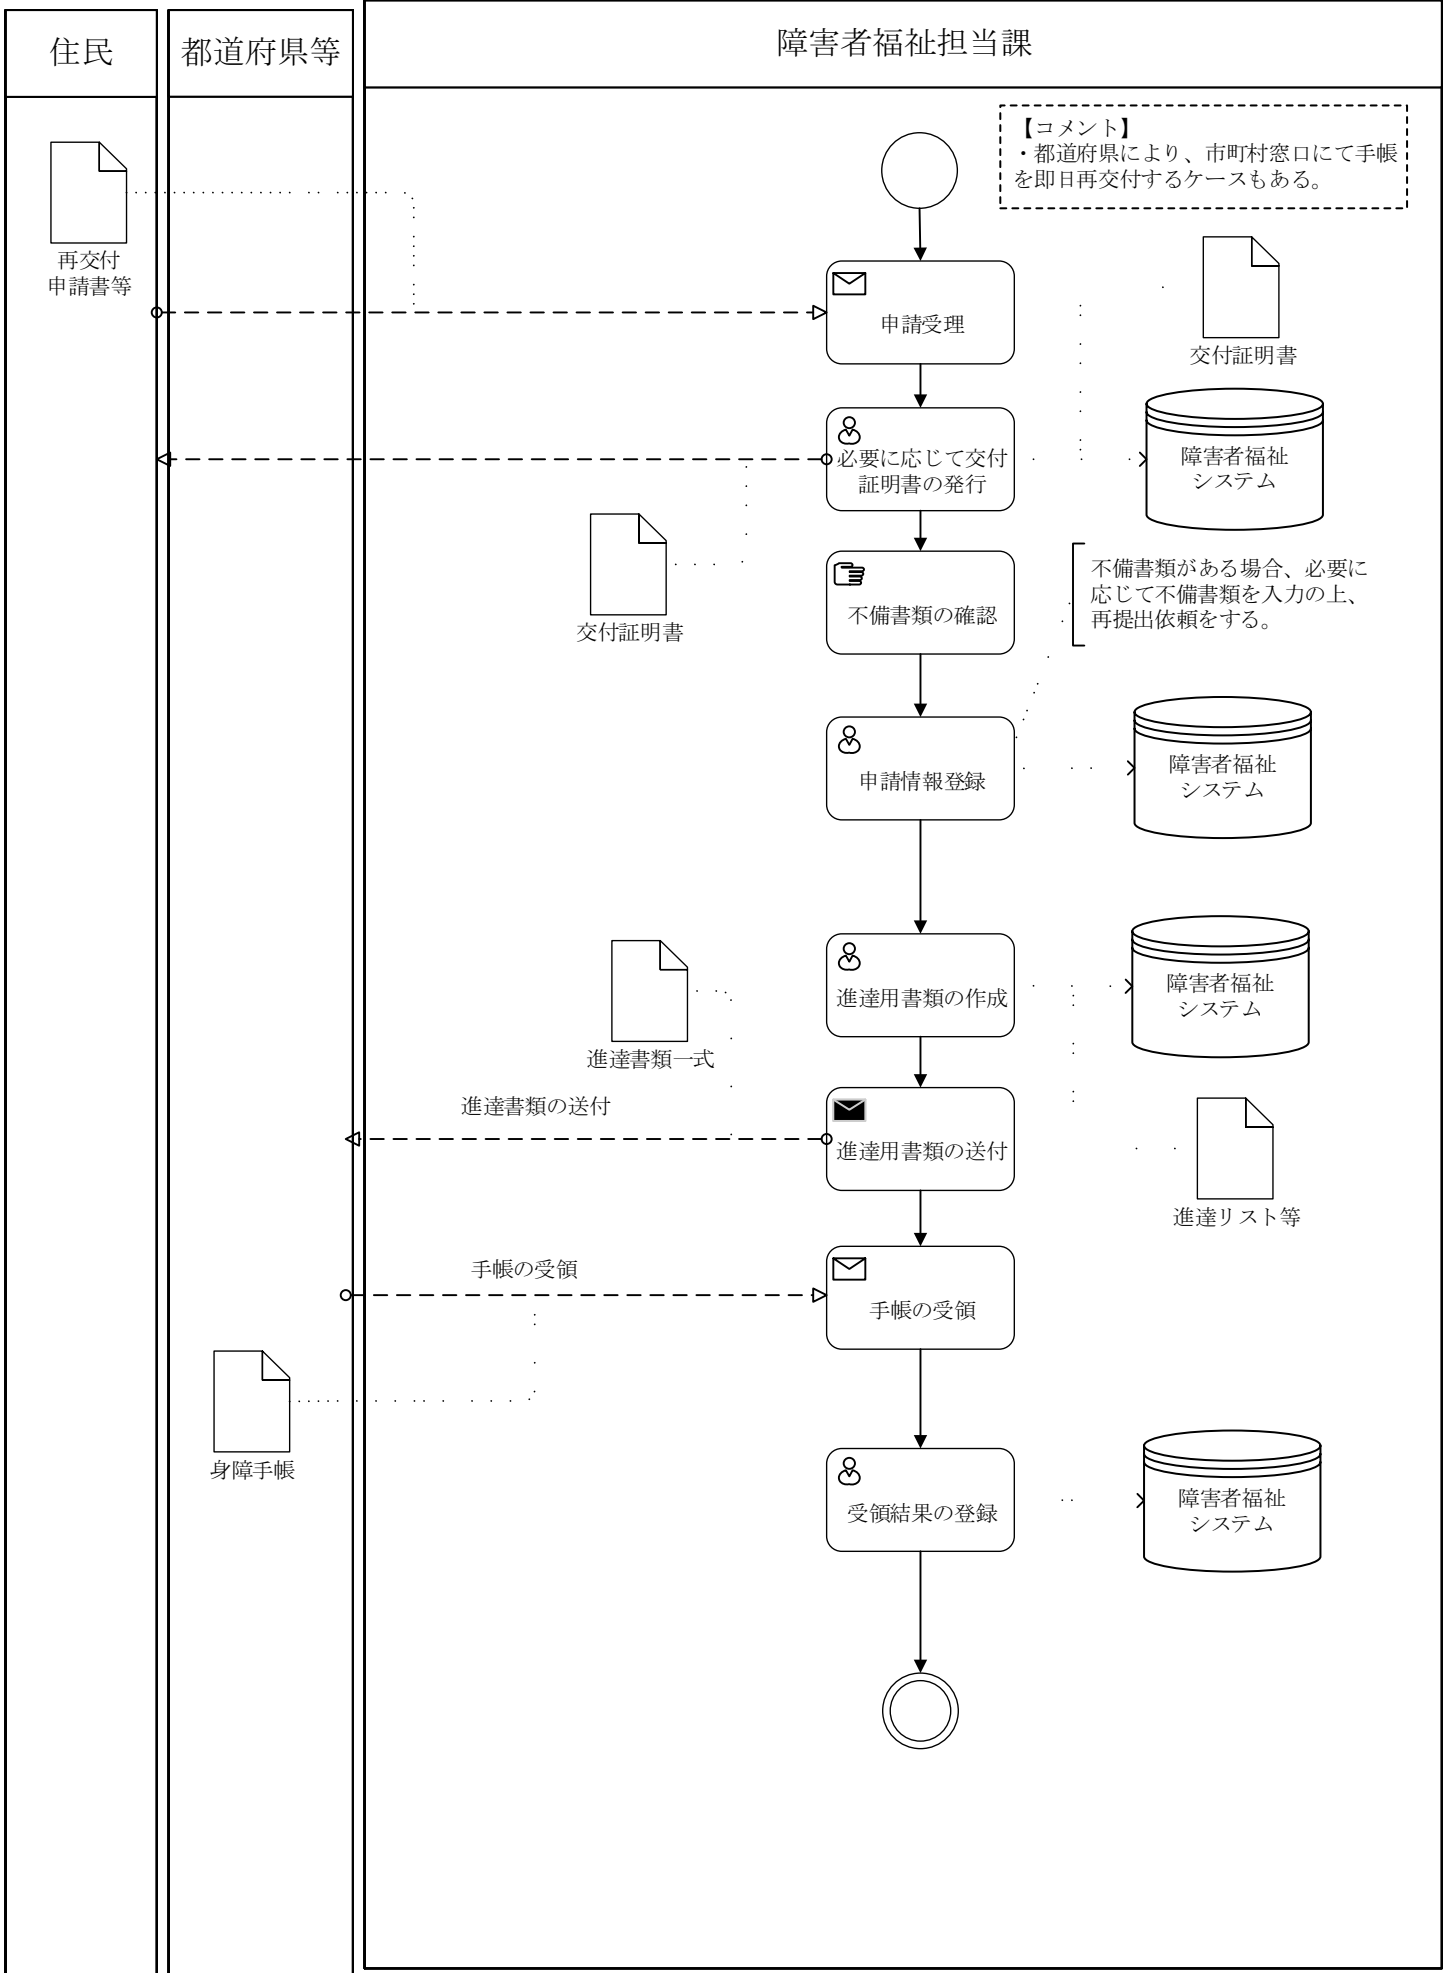 住民
都道府県等
障害者福祉担当課
【コメント】
・都道府県により、市町村窓口にて手帳
を即日再交付するケースもある。
再交付
申請書等
申請受理
交付証明書
必要に応じて交付
証明書の発行
障害者福祉
システム
交付証明書
不備書類の確認
不備書類がある場合、必要に
応じて不備書類を入力の上、
再提出依頼をする。
申請情報登録
障害者福祉
システム
進達書類一式
進達用書類の作成
障害者福祉
システム
進達書類の送付
進達用書類の送付
進達リスト等
手帳の受領
手帳の受領
身障手帳
受領結果の登録
障害者福祉
システム